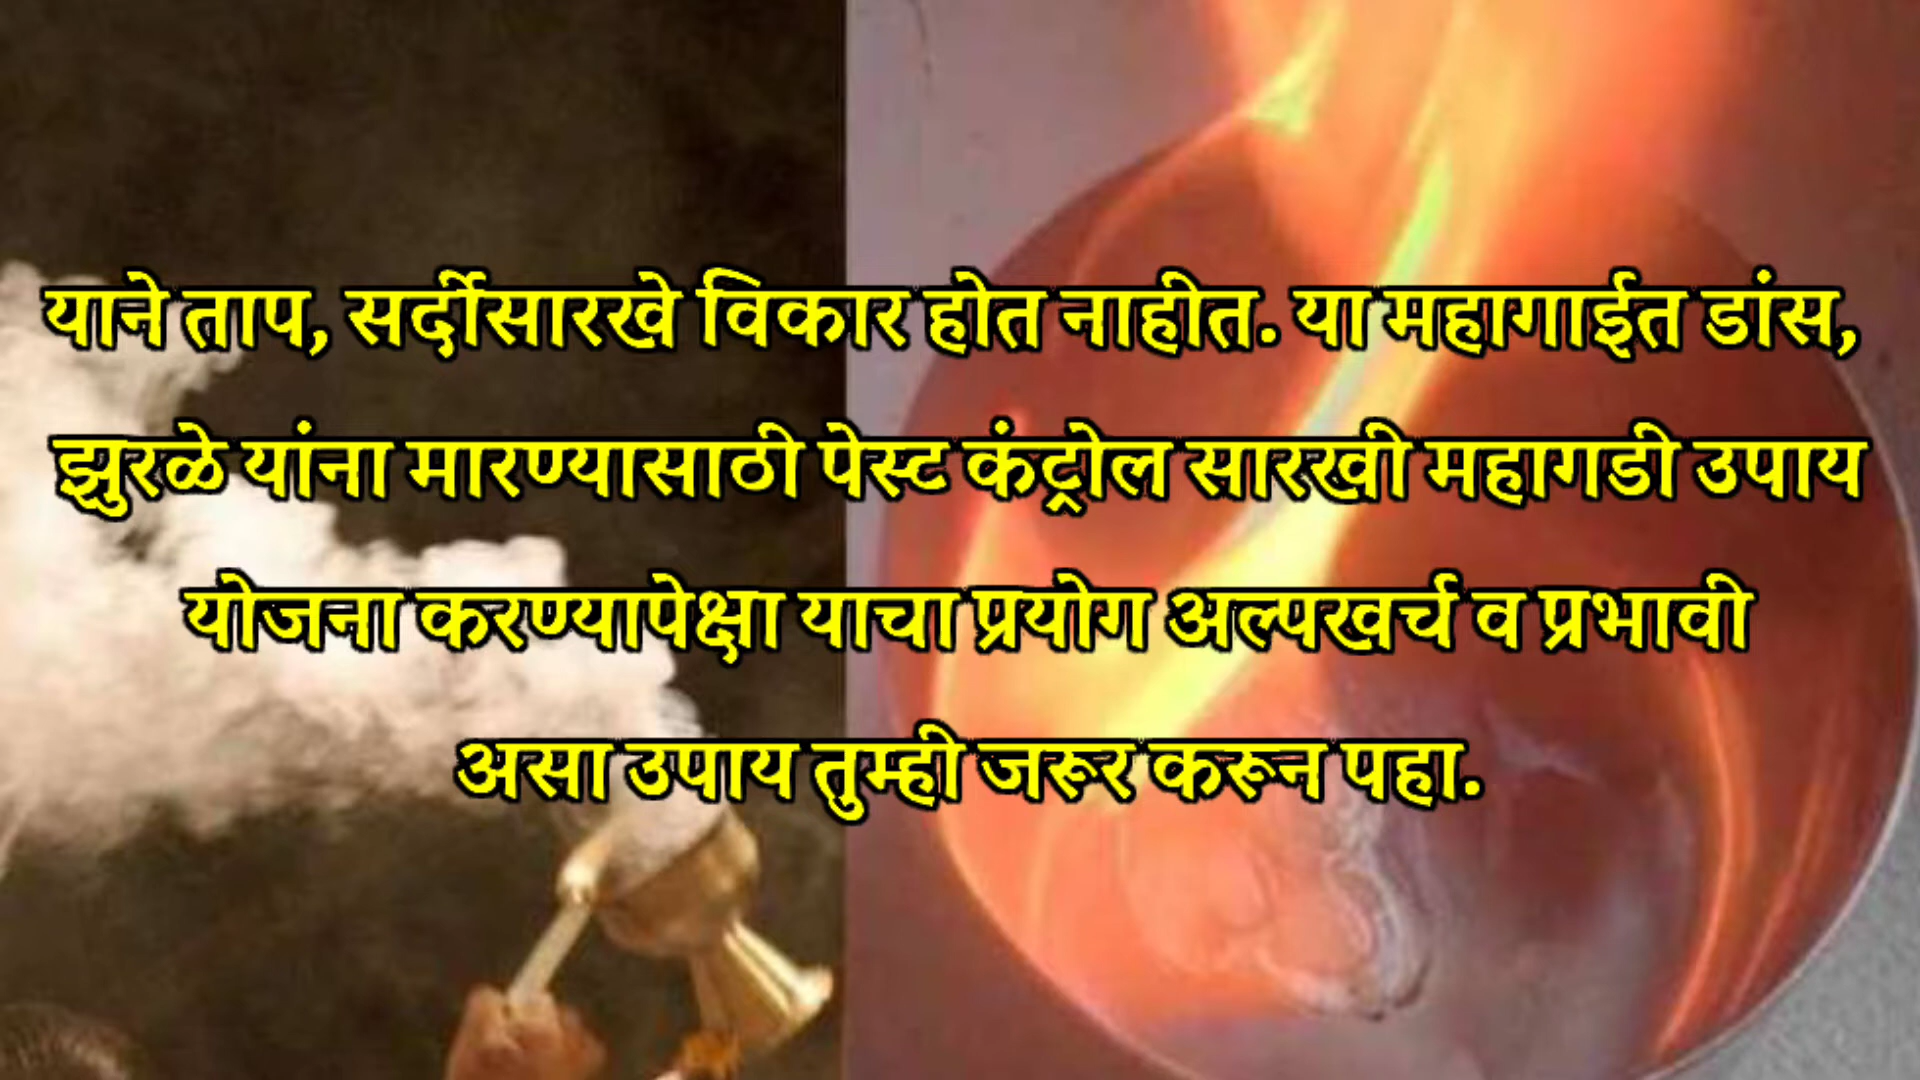 याने ताप, सर्दीसारखे विकार होत नाहीत. या महागाईत डांस,
झुरळे यांना मारण्यासाठी पेस्ट कंट्रोल सारखी महागडी उपाय
योजना करण्यापेक्षा याचा प्रयोग अल्पखर्च व प्रभावी
असा उपाय तुम्ही जरूर करून पहा.